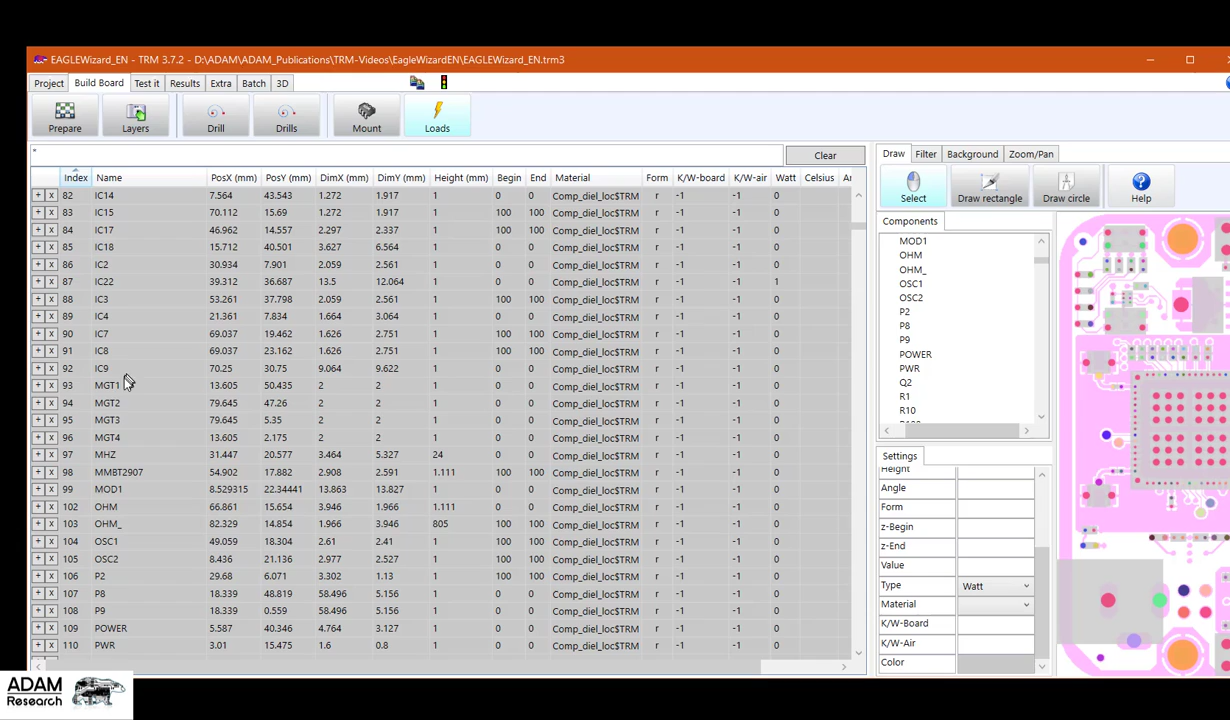 EAGLEWizard_EN - TRM 3.7.2 - D:\ADAM\ADAM_Publications\TRM-Videos\EagleWizardEN\EAGLEWizard_EN.trm3
Project Build Board Test it Results Extra Batch 3D
Prepare Layers Drill Drills Mount Loads
* Clear
Index Name PosX (mm) PosY (mm) DimX (mm) DimY (mm) Height (mm) Begin End Material Form K/W-board K/W-air Watt Celsius
+ x 82 IC14 7.564 43.543 1.272 1.917 0 0 Comp_diel_loc$TRM r -1 -1 0
+ x 83 IC15 70.112 15.69 1.272 1.917 1 100 100 Comp_diel_loc$TRM r -1 -1 0
+ x 84 IC17 46.962 14.557 2.297 2.337 1 0 0 Comp_diel_loc$TRM r -1 -1 0
+ x 85 IC18 15.712 40.501 3.627 6.564 1 0 0 Comp_diel_loc$TRM r -1 -1 0
+ x 86 IC2 30.934 7.901 2.059 2.561 1 0 0 Comp_diel_loc$TRM r -1 -1 0
+ x 87 IC22 39.312 36.687 13.5 12.064 1 0 0 Comp_diel_loc$TRM r -1 -1 1
+ x 88 IC3 53.261 37.798 2.059 2.561 1 100 100 Comp_diel_loc$TRM r -1 -1 0
+ x 89 IC4 21.361 7.834 1.664 3.064 1 0 0 Comp_diel_loc$TRM r -1 -1 0
+ x 90 IC7 69.037 19.462 1.626 2.751 1 100 100 Comp_diel_loc$TRM r -1 -1 0
+ x 91 IC8 69.037 23.162 1.626 2.751 1 100 100 Comp_diel_loc$TRM r -1 -1 0
+ x 92 IC9 70.25 30.75 9.064 9.622 1 0 0 Comp_diel_loc$TRM r -1 -1 0
+ x 93 MGT1 13.605 50.435 2 2 1 0 0 Comp_diel_loc$TRM r -1 -1 0
+ x 94 MGT2 79.645 47.26 2 2 1 0 0 Comp_diel_loc$TRM r -1 -1 0
+ x 95 MGT3 79.645 5.35 2 2 1 0 0 Comp_diel_loc$TRM r -1 -1 0
+ x 96 MGT4 13.605 2.175 2 2 1 0 0 Comp_diel_loc$TRM r -1 -1 0
+ x 97 MHZ 31.447 20.577 3.464 5.327 24 0 0 Comp_diel_loc$TRM r -1 -1 0
+ x 98 MMBT2907 54.902 17.882 2.908 2.591 1.111 100 100 Comp_diel_loc$TRM r -1 -1 0
+ x 99 MOD1 8.529315 22.34441 13.863 13.827 1 0 0 Comp_diel_loc$TRM r -1 -1 0
+ x 102 OHM 66.861 15.654 3.946 1.966 1.111 0 0 Comp_diel_loc$TRM r -1 -1 0
+ x 103 OHM_ 82.329 14.854 1.966 3.946 805 100 100 Comp_diel_loc$TRM r -1 -1 0
+ x 104 OSC1 49.059 18.304 2.61 2.41 1 0 0 Comp_diel_loc$TRM r -1 -1 0
+ x 105 OSC2 8.436 21.136 2.977 2.527 1 100 100 Comp_diel_loc$TRM r -1 -1 0
+ x 106 P2 29.68 6.071 3.302 1.13 1 100 100 Comp_diel_loc$TRM r -1 -1 0
+ x 107 P8 18.339 48.819 58.496 5.156 1 0 0 Comp_diel_loc$TRM r -1 -1 0
+ x 108 P9 18.339 0.559 58.496 5.156 1 0 0 Comp_diel_loc$TRM r -1 -1 0
+ x 109 POWER 5.587 40.346 4.764 3.127 1 0 0 Comp_diel_loc$TRM r -1 -1 0
+ x 110 PWR 3.01 15.475 1.6 0.8 1 0 0 Comp_diel_loc$TRM r -1 -1 0
Draw Filter Background Zoom/Pan
Select Draw rectangle Draw circle Help
Components
MOD1
OHM
OHM_
OSC1
OSC2
P2
P8
P9
POWER
PWR
Q2
R1
R10
Settings
Height
Angle
Form
z-Begin
z-End
Value
Type Watt
Material
K/W-Board
K/W-Air
Color
ADAM
Research